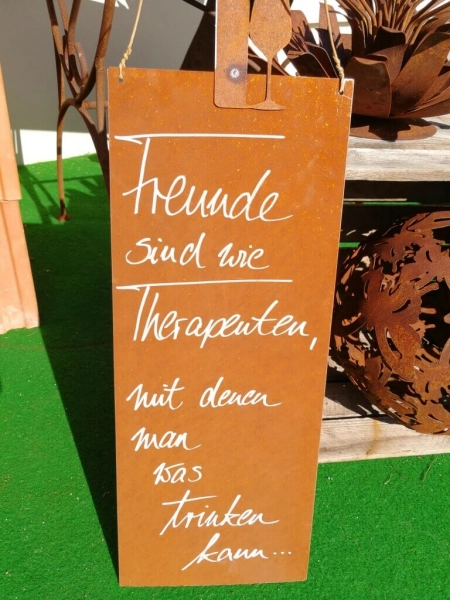 Freunde
sind wie
Therapeuten,
mit denen
man
was
trinken
kann...